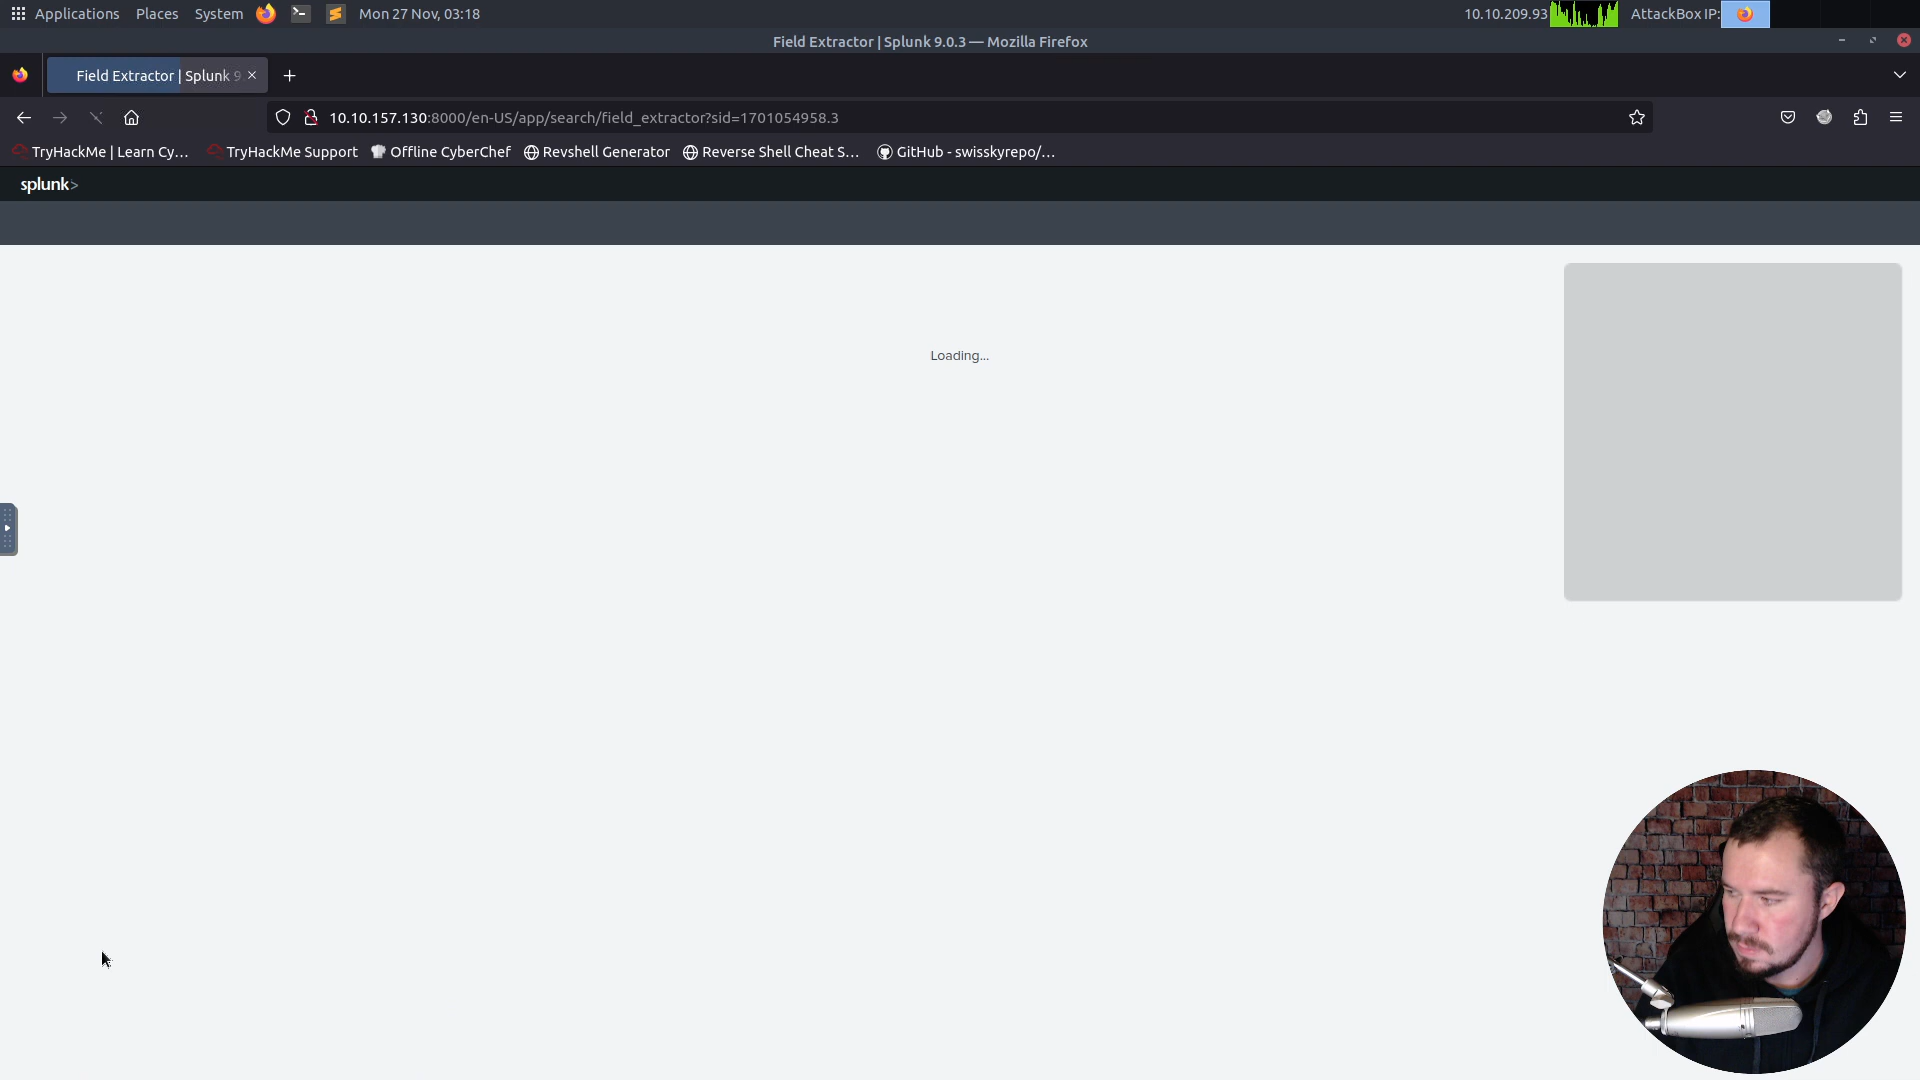 Applications Places System Mon 27 Nov, 03:18 10.10.209.93 AttackBox IP:
Field Extractor | Splunk 9.0.3 — Mozilla Firefox
Field Extractor | Splunk 9
10.10.157.130:8000/en-US/app/search/field_extractor?sid=1701054958.3
TryHackMe | Learn Cy... TryHackMe Support Offline CyberChef Revshell Generator Reverse Shell Cheat S... GitHub - swisskyrepo/...
splunk>
Loading...